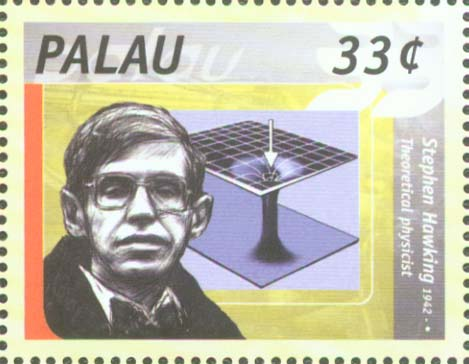 PALAU
33¢
Stephen Hawking 1942 -
Theoretical physicist